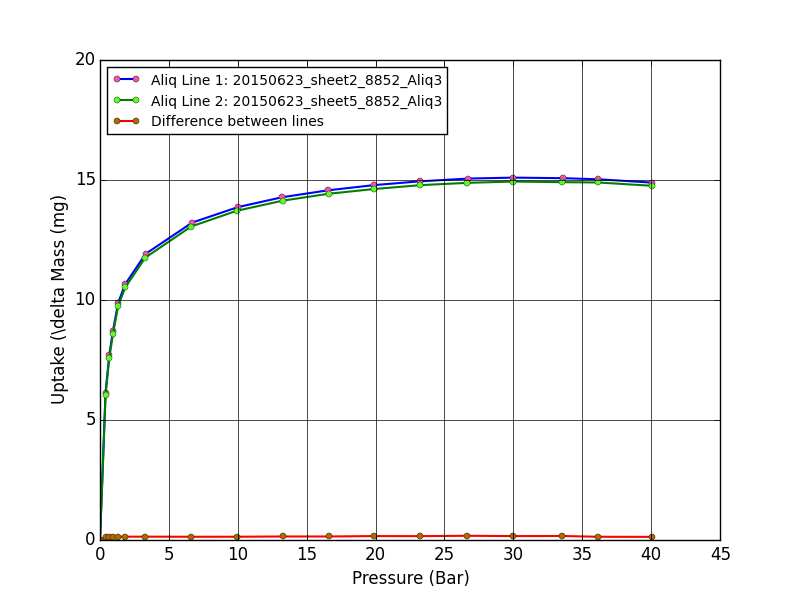 20
Aliq Line 1: 20150623_sheet2_8852_Aliq3
Aliq Line 2: 20150623_sheet5_8852_Aliq3
Difference between lines
15
10
5
0
Uptake (\delta Mass (mg)
0 5 10 15 20 25 30 35 40 45
Pressure (Bar)